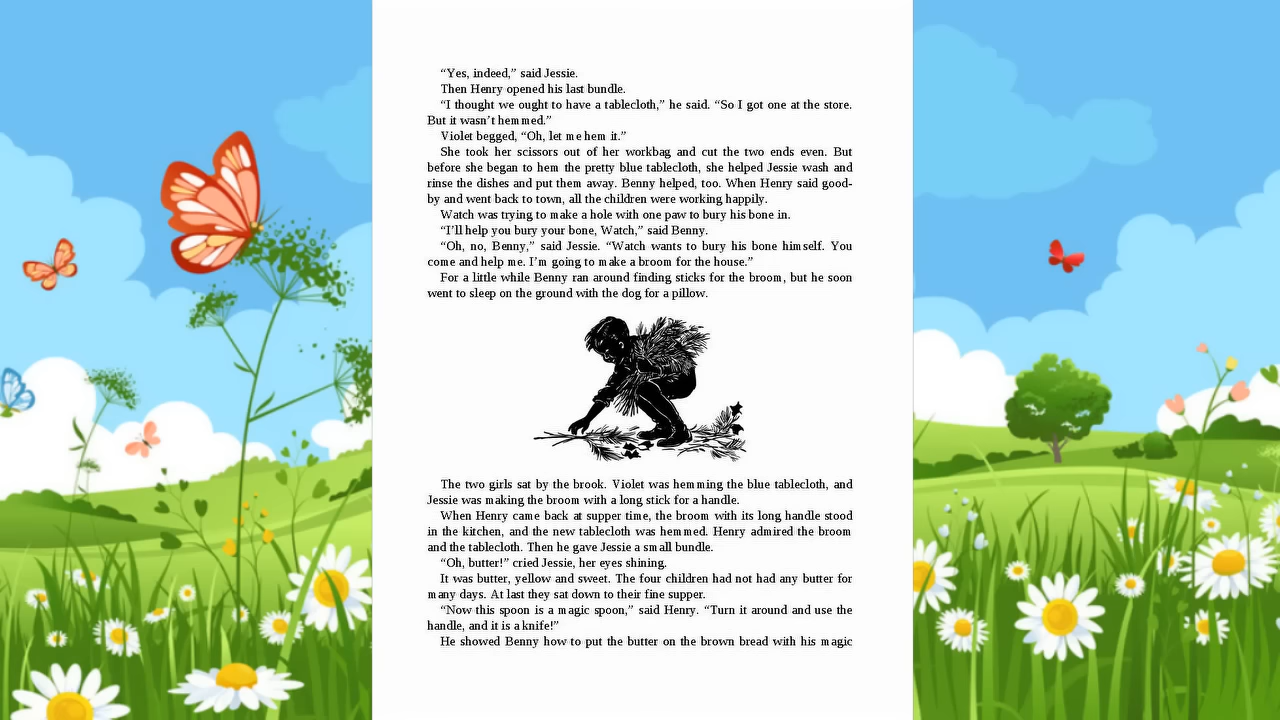 “Yes, indeed,” said Jessie.
Then Henry opened his last bundle.
“I thought we ought to have a tablecloth,” he said. “So I got one at the store.
But it wasn’t hemmed.”
Violet begged, “Oh, let me hem it.”
She took her scissors out of her workbag and cut the two ends even. But
before she began to hem the pretty blue tablecloth, she helped Jessie wash and
rinse the dishes and put them away. Benny helped, too. When Henry said good-
by and went back to town, all the children were working happily.
Watch was trying to make a hole with one paw to bury his bone in.
“I’ll help you bury your bone, Watch,” said Benny.
“Oh, no, Benny,” said Jessie. “Watch wants to bury his bone himself. You
come and help me. I’m going to make a broom for the house.”
For a little while Benny ran around finding sticks for the broom, but he soon
went to sleep on the ground with the dog for a pillow.
The two girls sat by the brook. Violet was hemming the blue tablecloth, and
Jessie was making the broom with a long stick for a handle.
When Henry came back at supper time, the broom with its long handle stood
in the kitchen, and the new tablecloth was hemmed. Henry admired the broom
and the tablecloth. Then he gave Jessie a small bundle.
“Oh, butter!” cried Jessie, her eyes shining.
It was butter, yellow and sweet. The four children had not had any butter for
many days. At last they sat down to their fine supper.
“Now this spoon is a magic spoon,” said Henry. “Turn it around and use the
handle, and it is a knife!”
He showed Benny how to put the butter on the brown bread with his magic